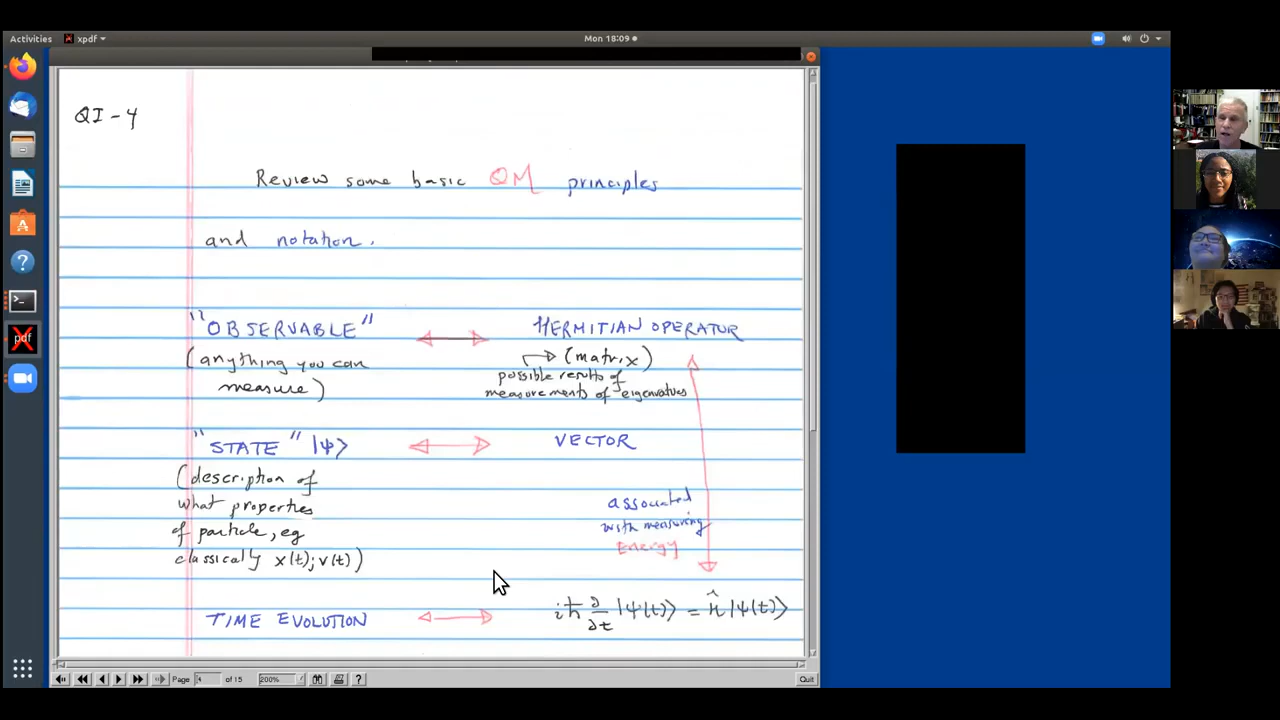 Activities xpdf Mon 18:09
QI-4
Review some basic QM principles
and notation.
"OBSERVABLE" HERMITIAN OPERATOR
(anything you can
measure)
(matrix)
possible results of
measurements of eigenvalues
"STATE" |ψ⟩ VECTOR
(description of
what properties
of particle, eg
classically x(t); v(t))
associated
with measuring
Energy
TIME EVOLUTION iħ ∂/∂t |ψ(t)⟩ = Ĥ |ψ(t)⟩
Page 4 of 15 200% ? Quit
pdf